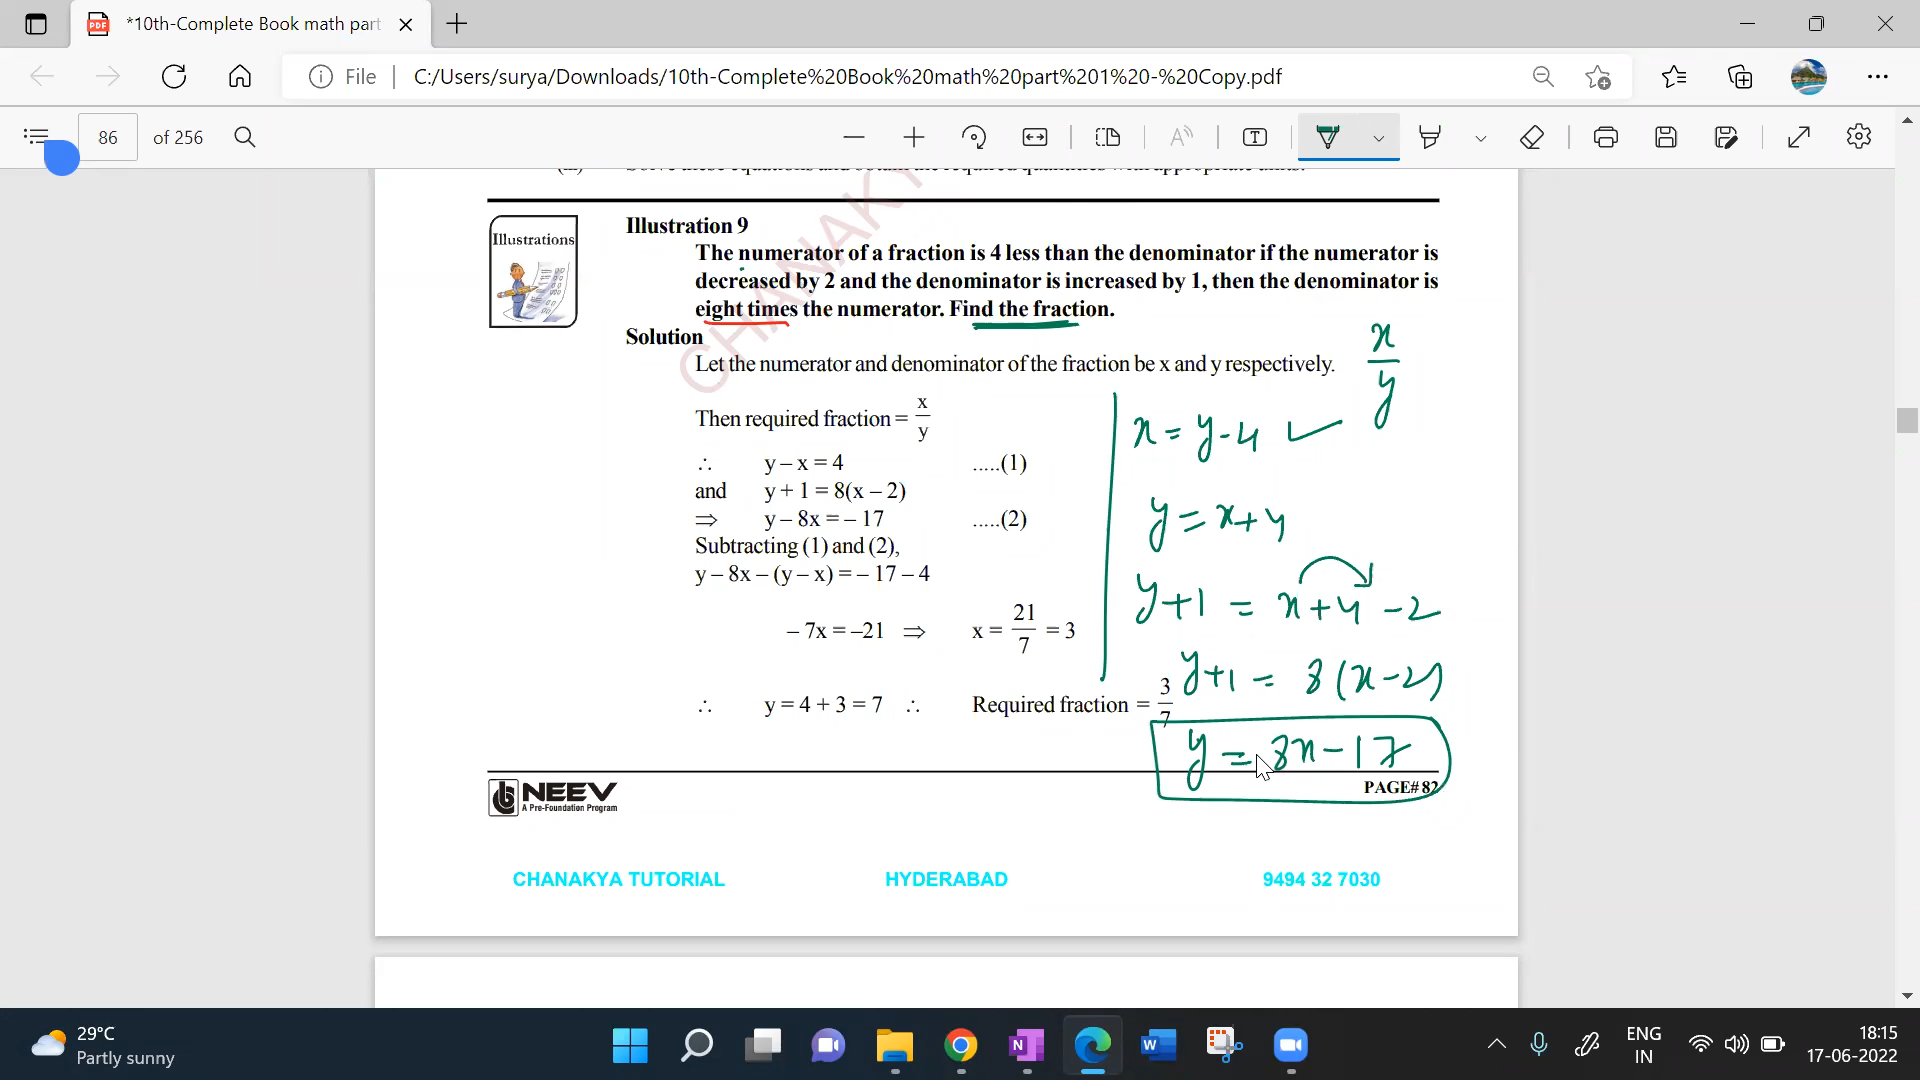 *10th-Complete Book math part
File
C:/Users/surya/Downloads/10th-Complete%20Book%20math%20part%201%20-%20Copy.pdf
86 of 256
Illustrations
Illustration 9
The numerator of a fraction is 4 less than the denominator if the numerator is
decreased by 2 and the denominator is increased by 1, then the denominator is
eight times the numerator. Find the fraction.
Solution
Let the numerator and denominator of the fraction be x and y respectively.
x/y
Then required fraction = x/y
x = y - 4
∴ y – x = 4 .....(1)
and y + 1 = 8(x – 2)
⇒ y – 8x = – 17 .....(2)
y = x + 4
Subtracting (1) and (2),
y – 8x – (y – x) = – 17 – 4
y + 1 = x + 4 - 2
– 7x = –21 ⇒ x = 21/7 = 3
y + 1 = 8(x - 2)
∴ y = 4 + 3 = 7 ∴ Required fraction = 3/7
y = 8x - 17
NEEV
A Pre-Foundation Program
PAGE# 82
CHANAKYA TUTORIAL HYDERABAD 9494 32 7030
29°C
Partly sunny
ENG
IN
18:15
17-06-2022